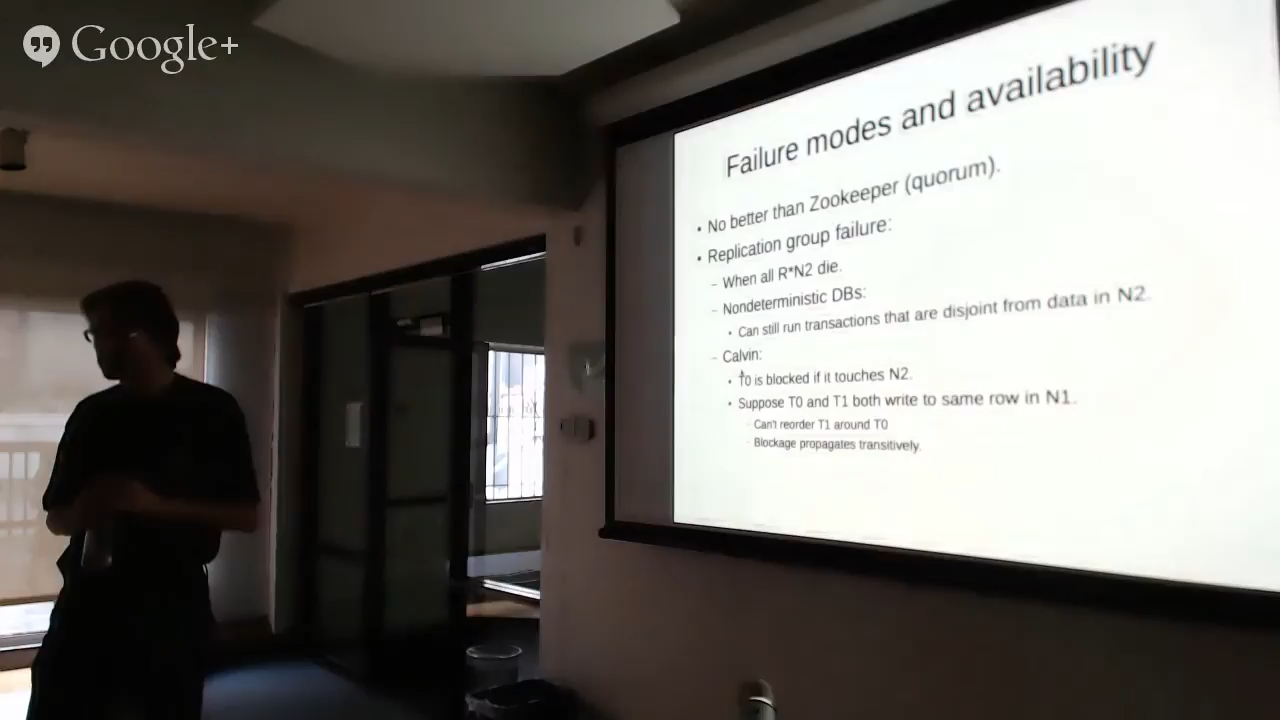 Google+
Failure modes and availability
• No better than Zookeeper (quorum).
• Replication group failure:
– When all R*N2 die.
– Nondeterministic DBs:
• Can still run transactions that are disjoint from data in N2.
– Calvin:
• T0 is blocked if it touches N2.
• Suppose T0 and T1 both write to same row in N1.
– Can't reorder T1 around T0
– Blockage propagates transitively.